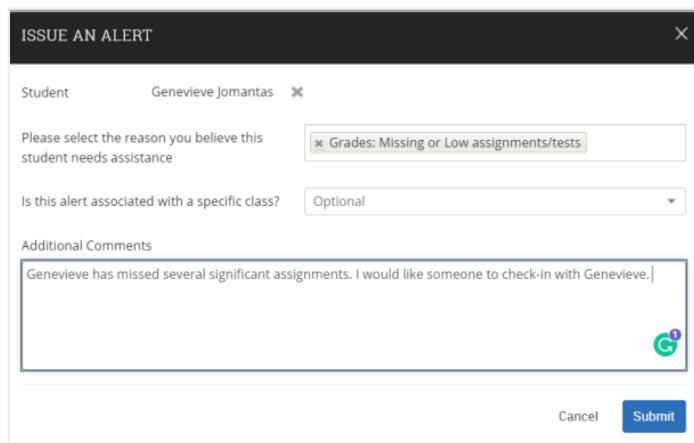 ISSUE AN ALERT
Student Genevieve Jomantas
Please select the reason you believe this
student needs assistance
Grades: Missing or Low assignments/tests
Is this alert associated with a specific class? Optional
Additional Comments
Genevieve has missed several significant assignments. I would like someone to check-in with Genevieve.
1
Cancel Submit